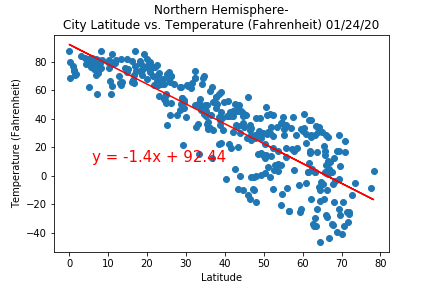 Northern Hemisphere-
City Latitude vs. Temperature (Fahrenheit) 01/24/20
Temperature (Fahrenheit)
80
60
40
20
0
−20
−40
y = -1.4x + 92.44
0 10 20 30 40 50 60 70 80
Latitude